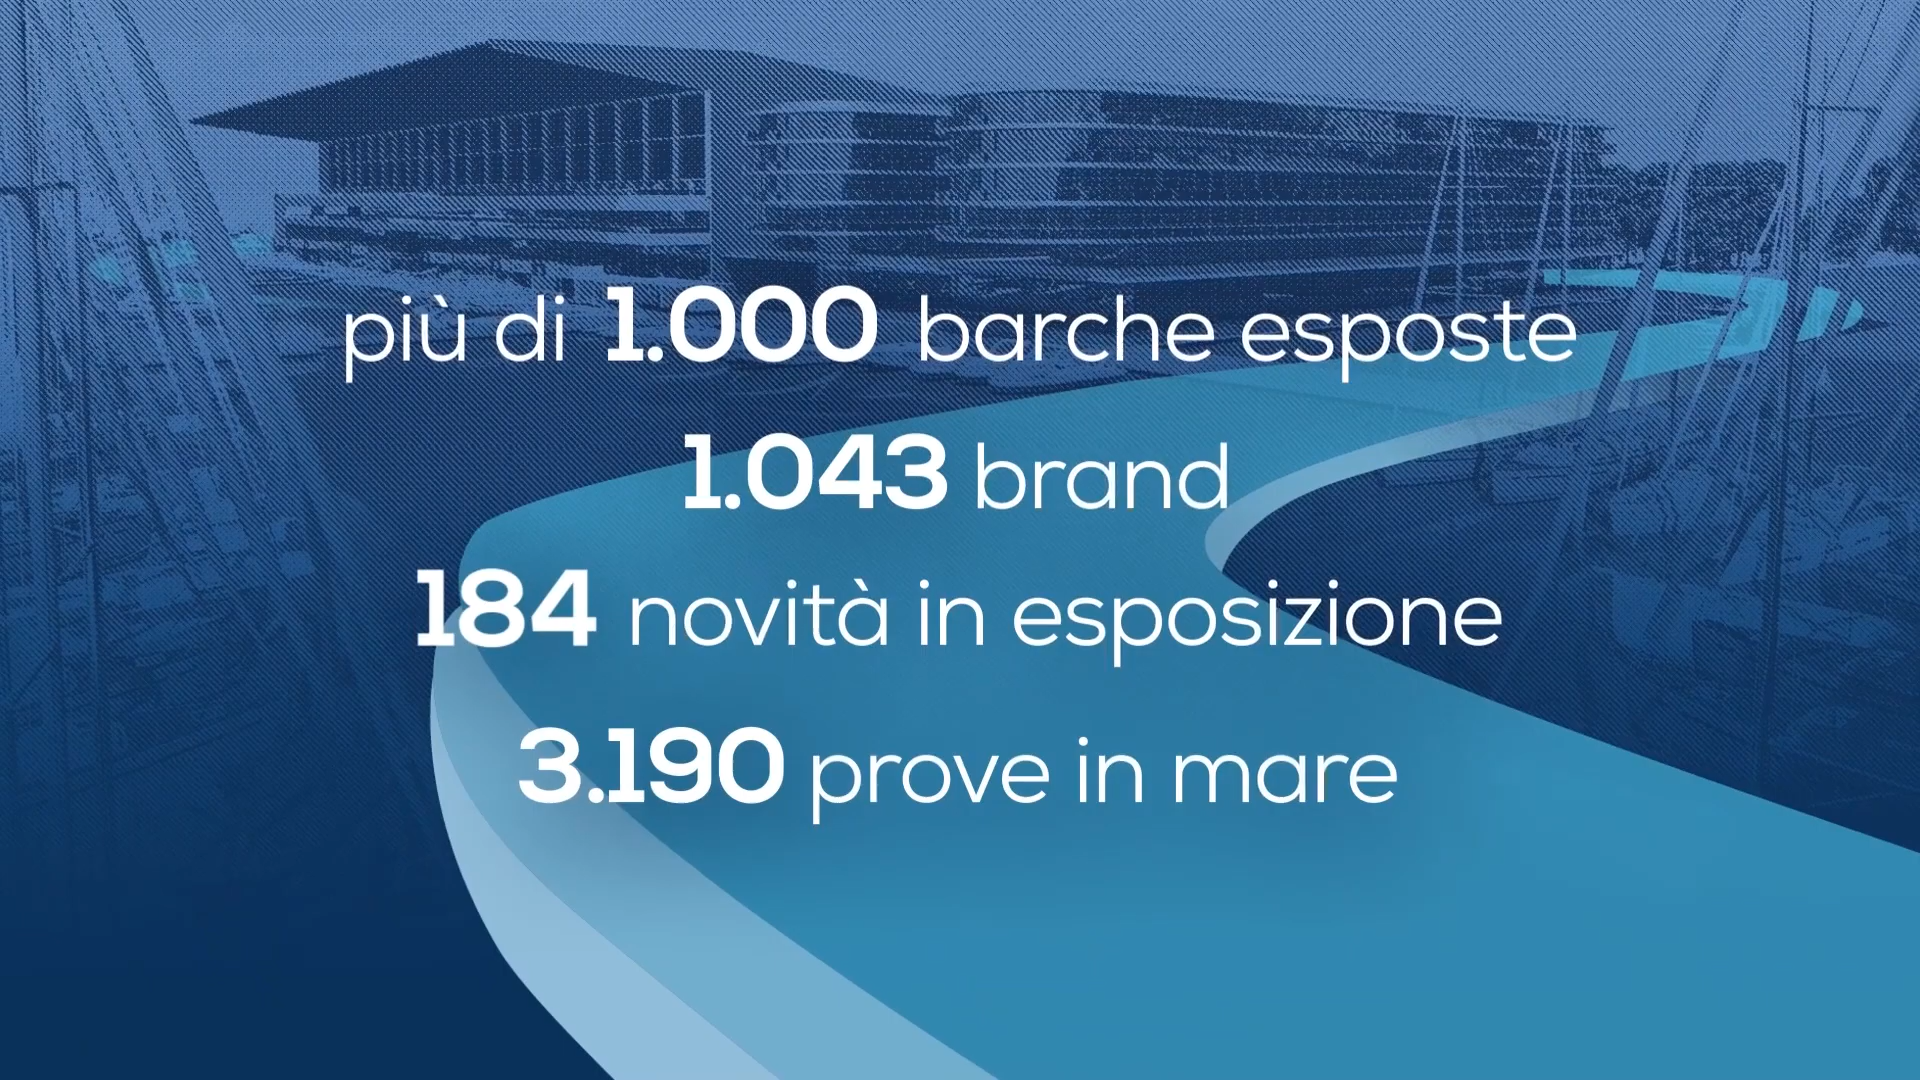 più di 1.000 barche esposte
1.043 brand
184 novità in esposizione
3.190 prove in mare